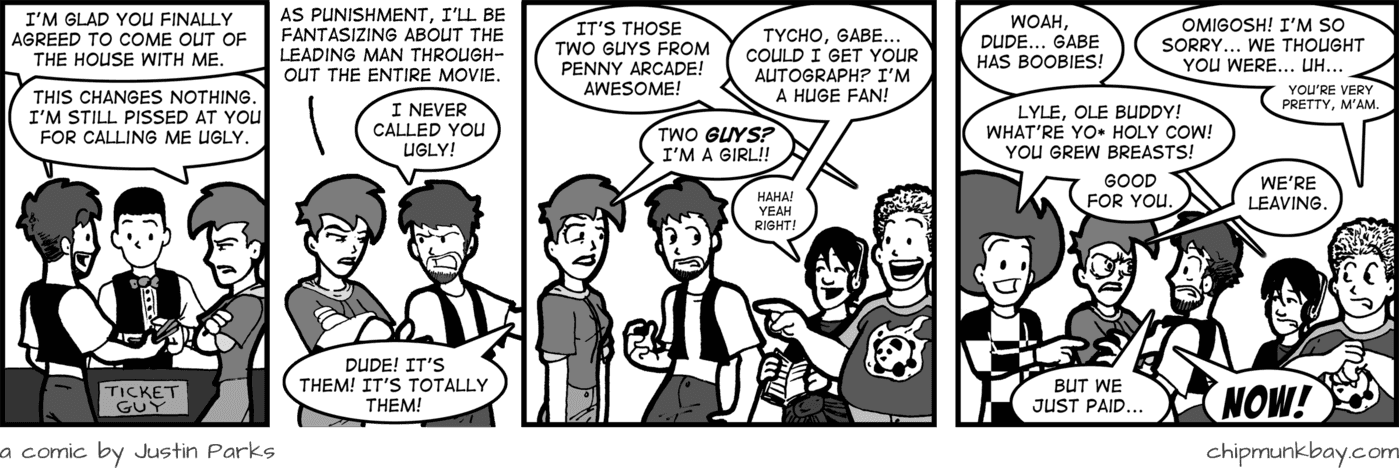 I'M GLAD YOU FINALLY
AGREED TO COME OUT OF
THE HOUSE WITH ME.
THIS CHANGES NOTHING.
I'M STILL PISSED AT YOU
FOR CALLING ME UGLY.
TICKET
GUY
AS PUNISHMENT, I'LL BE
FANTASIZING ABOUT THE
LEADING MAN THROUGH-
OUT THE ENTIRE MOVIE.
I NEVER
CALLED YOU
UGLY!
DUDE! IT'S
THEM! IT'S TOTALLY
THEM!
IT'S THOSE
TWO GUYS FROM
PENNY ARCADE!
AWESOME!
TYCHO, GABE...
COULD I GET YOUR
AUTOGRAPH? I'M
A HUGE FAN!
TWO GUYS?
I'M A GIRL!!
HAHA!
YEAH
RIGHT!
WOAH,
DUDE... GABE
HAS BOOBIES!
OMIGOSH! I'M SO
SORRY... WE THOUGHT
YOU WERE... UH...
YOU'RE VERY
PRETTY, M'AM.
LYLE, OLE BUDDY!
WHAT'RE YO* HOLY COW!
YOU GREW BREASTS!
GOOD
FOR YOU.
WE'RE
LEAVING.
BUT WE
JUST PAID...
NOW!
a comic by Justin Parks
chipmunkbay.com